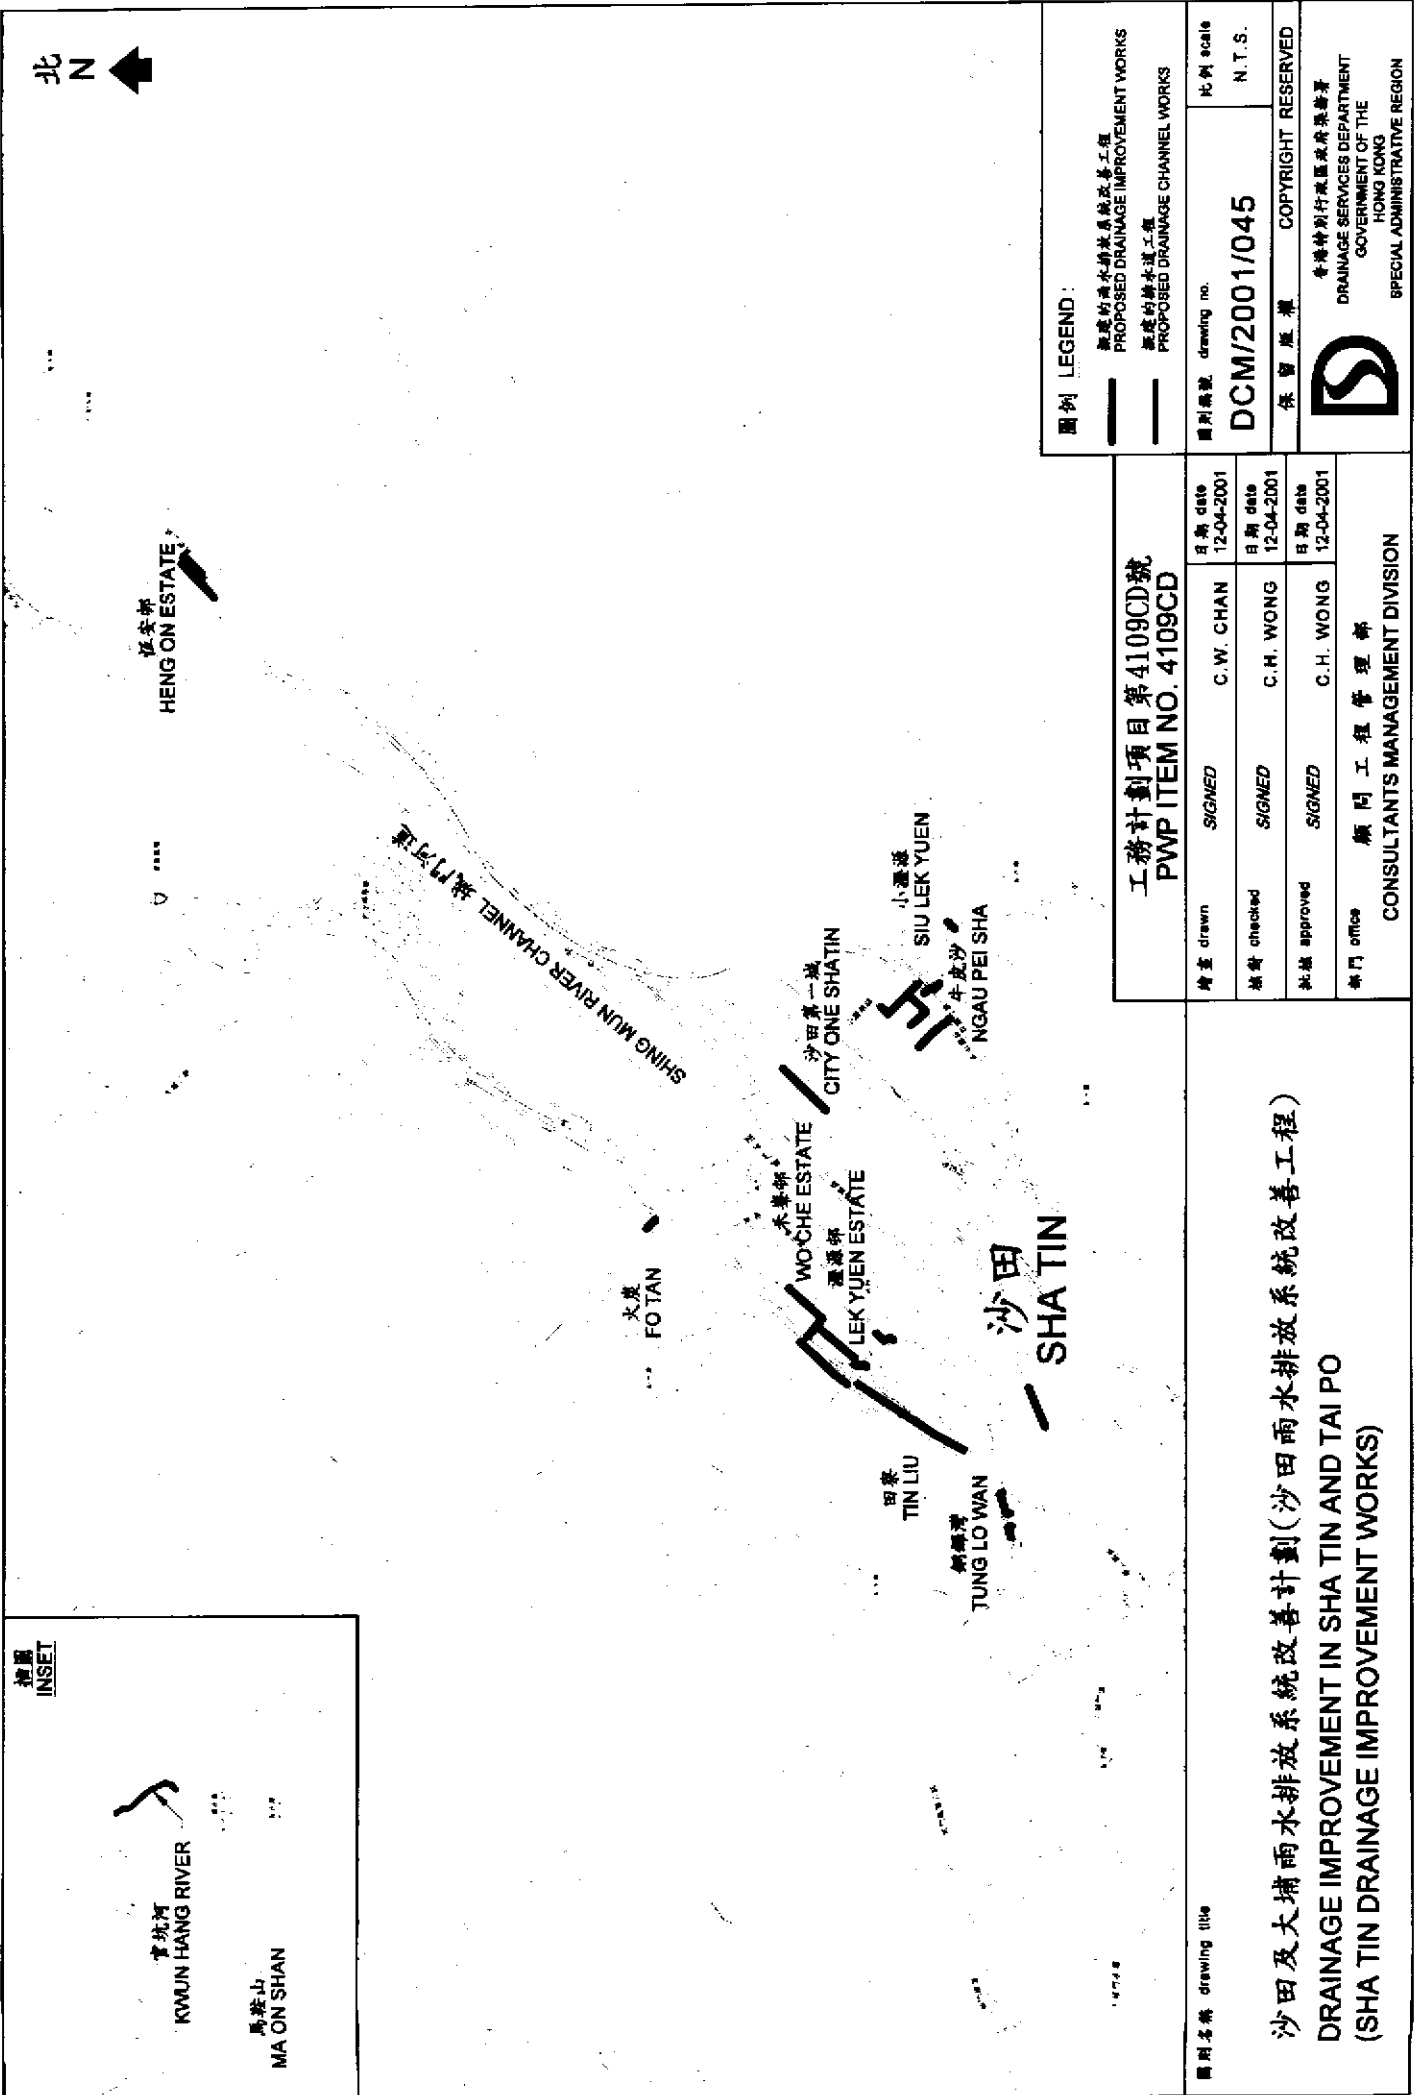 插圖
INSET
官坑河
KWUN HANG RIVER
馬鞍山
MA ON SHAN
北
N
恆安邨
HENG ON ESTATE
SHING MUN RIVER CHANNEL 城門河道
火炭
FO TAN
禾輋邨
WO CHE ESTATE
瀝源邨
LEK YUEN ESTATE
沙田第一城
CITY ONE SHATIN
小瀝源
SIU LEK YUEN
牛皮沙
NGAU PEI SHA
田寮
TIN LIU
銅鑼灣
TUNG LO WAN
沙田
SHA TIN
圖例 LEGEND :
擬建的雨水排放系統改善工程
PROPOSED DRAINAGE IMPROVEMENT WORKS
擬建的排水道工程
PROPOSED DRAINAGE CHANNEL WORKS
圖則名稱 drawing title
沙田及大埔雨水排放系統改善計劃(沙田雨水排放系統改善工程)
DRAINAGE IMPROVEMENT IN SHA TIN AND TAI PO
(SHA TIN DRAINAGE IMPROVEMENT WORKS)
工務計劃項目第4109CD號
PWP ITEM NO. 4109CD
繪畫 drawn SIGNED C.W. CHAN 日期 date 12-04-2001
核對 checked SIGNED C.H. WONG 日期 date 12-04-2001
批核 approved SIGNED C.H. WONG 日期 date 12-04-2001
部門 office
顧問工程管理部
CONSULTANTS MANAGEMENT DIVISION
圖則編號 drawing no.
DCM/2001/045
比例 scale
N.T.S.
保留版權 COPYRIGHT RESERVED
香港特別行政區政府渠務署
DRAINAGE SERVICES DEPARTMENT
GOVERNMENT OF THE
HONG KONG
SPECIAL ADMINISTRATIVE REGION